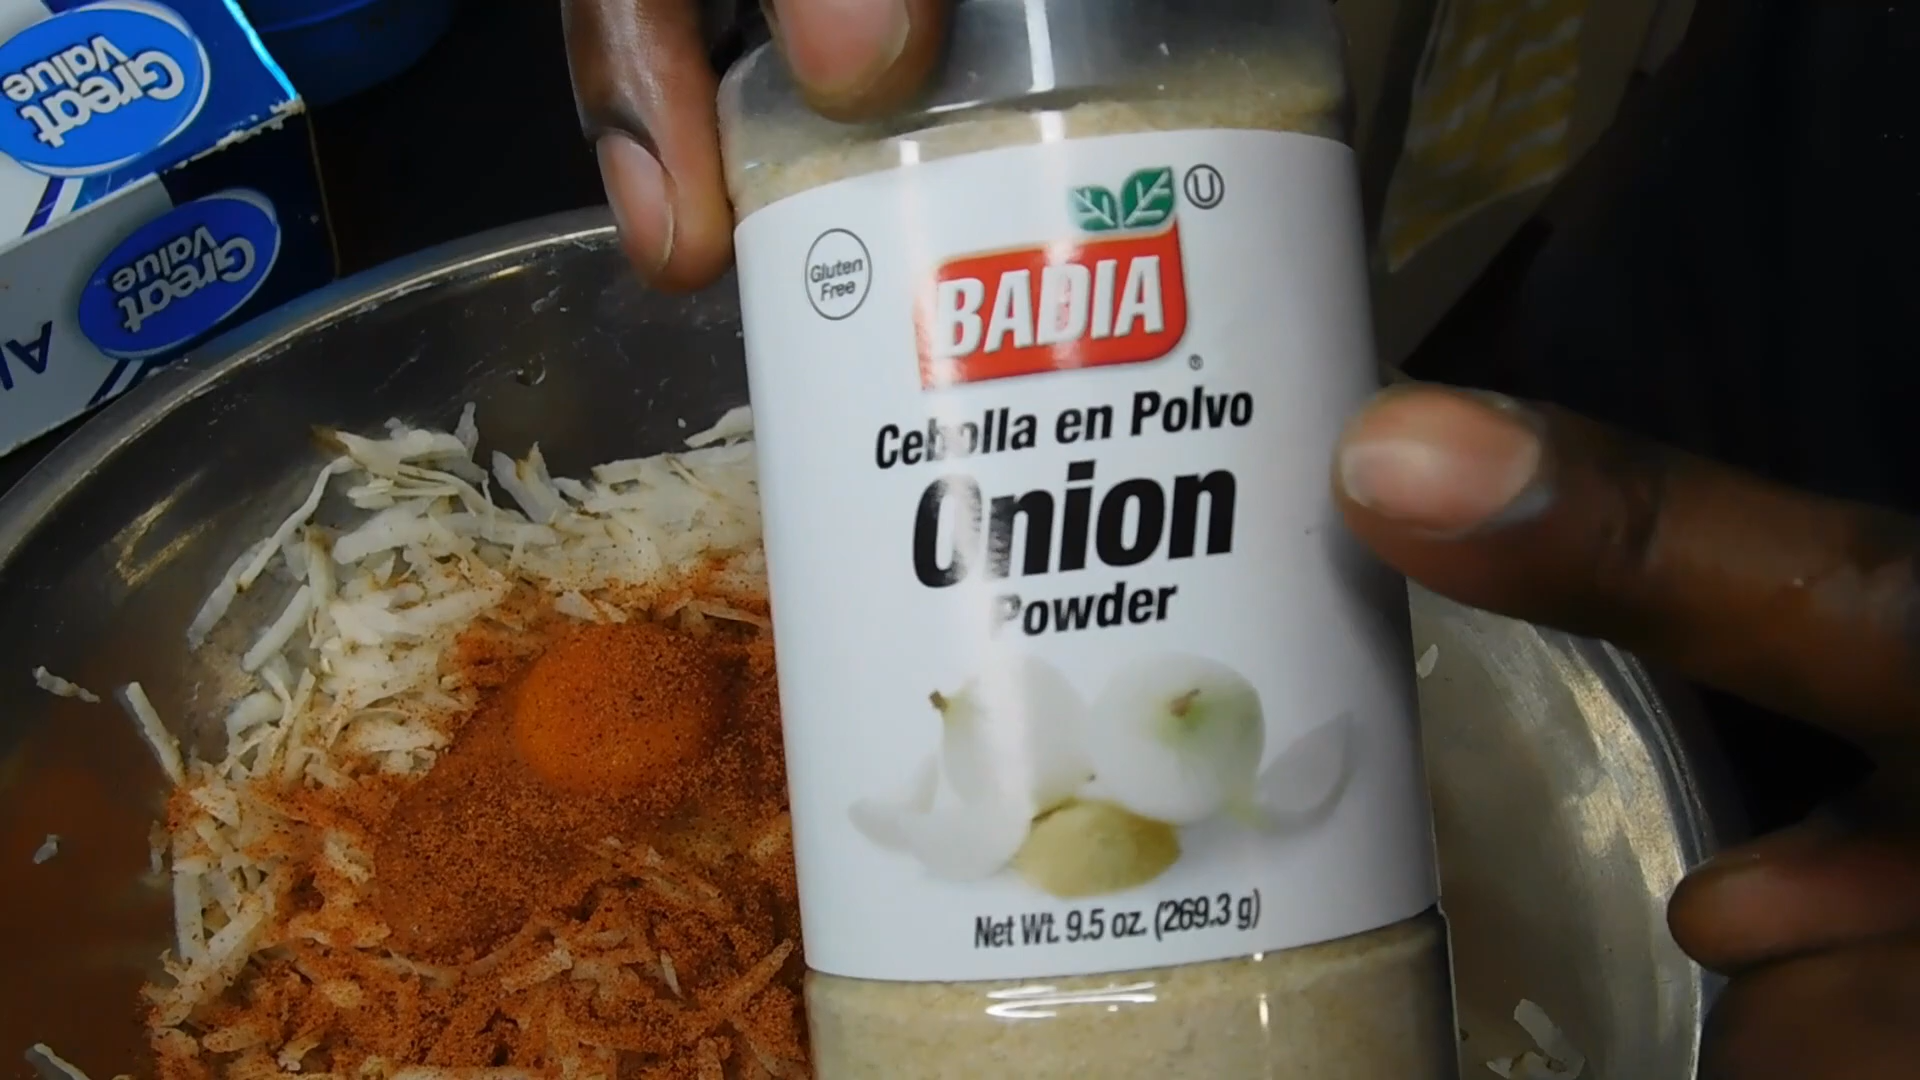 Great
Value
Great
Value
Gluten
Free
U
BADIA
®
Cebolla en Polvo
Onion
Powder
Net Wt. 9.5 oz. (269.3 g)